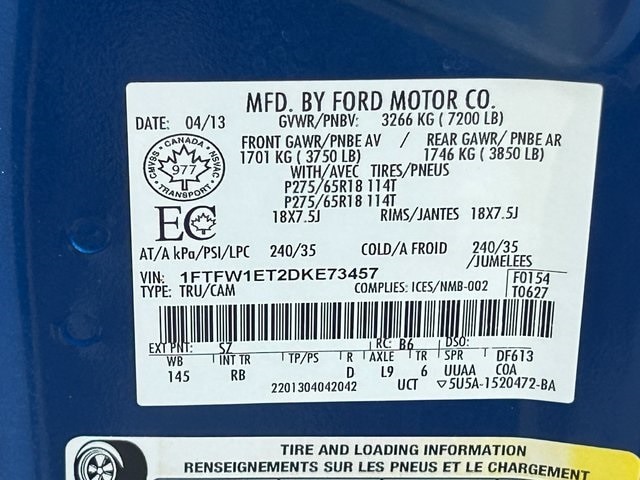 MFD. BY FORD MOTOR CO.
DATE: 04/13 GVWR/PNBV: 3266 KG ( 7200 LB)
FRONT GAWR/PNBE AV / REAR GAWR/ PNBE AR
1701 KG ( 3750 LB) 1746 KG ( 3850 LB)
WITH/AVEC TIRES/PNEUS
P275/65R18 114T
P275/65R18 114T
18X7.5J RIMS/JANTES 18X7.5J
CANADA
CMVSS NSVAC
977
TRANSPORT
EC
AT/A kPa/PSI/LPC 240/35 COLD/A FROID 240/35
/JUMELEES
VIN: 1FTFW1ET2DKE73457 F0154
TYPE: TRU/CAM COMPLIES: ICES/NMB-002 T0627
EXT PNT: SZ RC: B6 DSO:
WB INT TR TP/PS R AXLE TR SPR DF613
145 RB D L9 6 UUAA COA
2201304042042 UCT ▽5U5A-1520472-BA
TIRE AND LOADING INFORMATION
RENSEIGNEMENTS SUR LES PNEUS ET LE CHARGEMENT